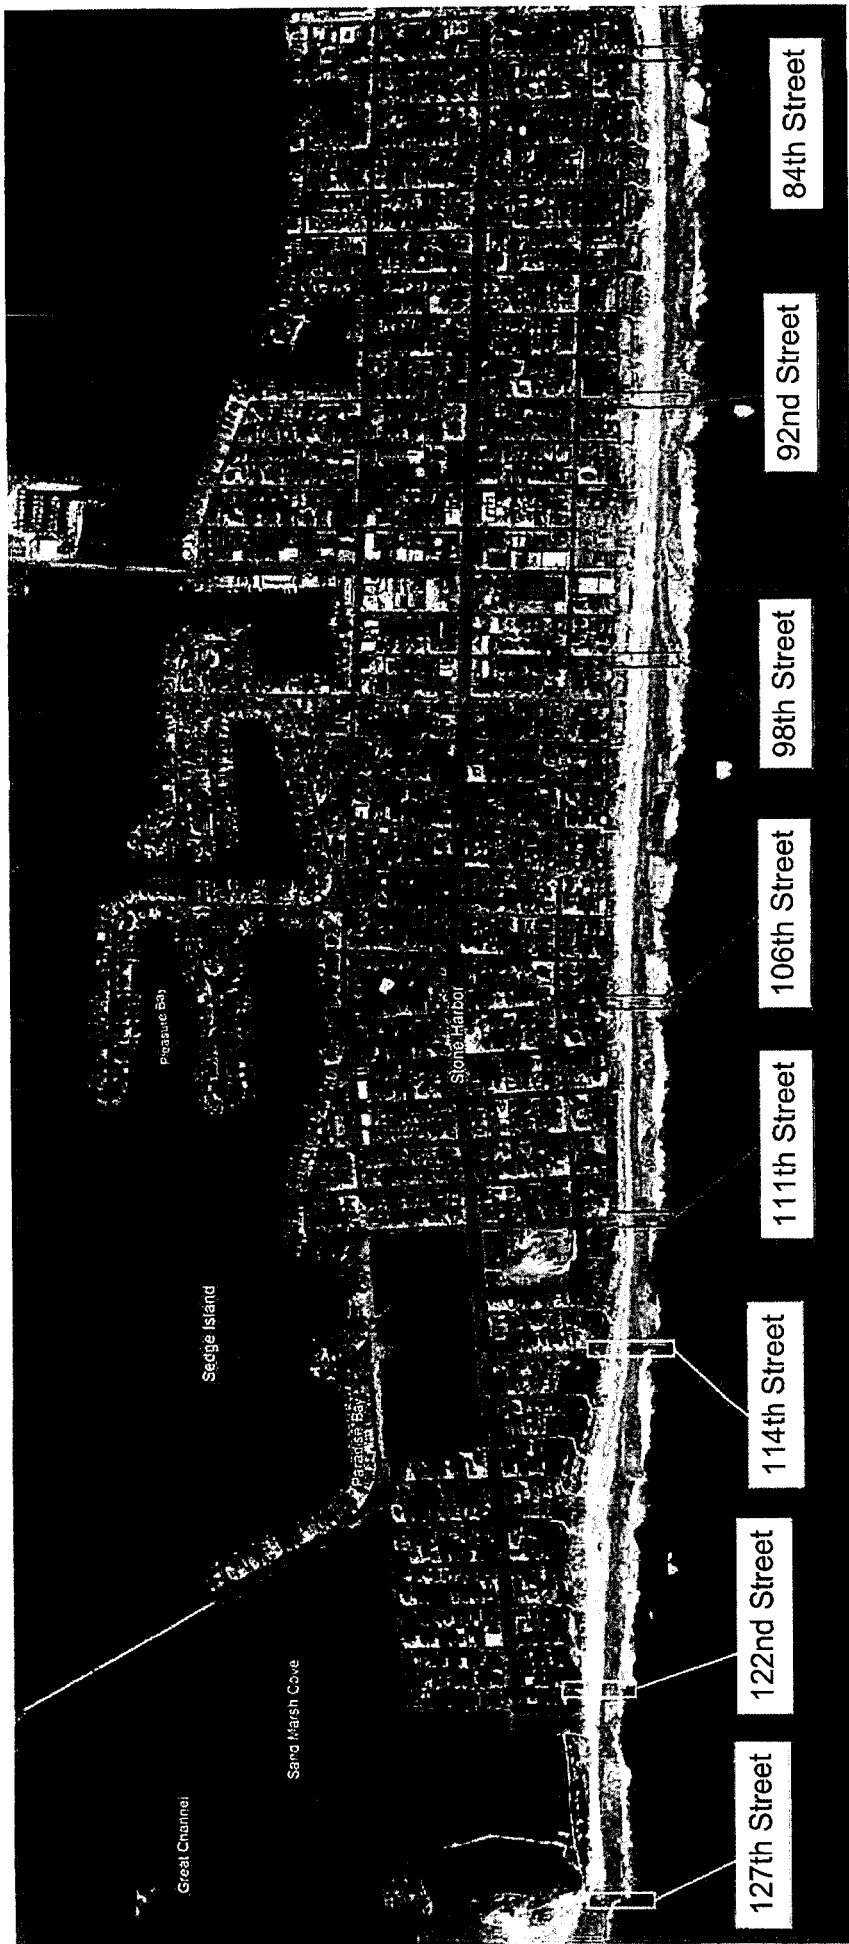 84th Street
92nd Street
98th Street
106th Street
111th Street
114th Street
122nd Street
127th Street
Pleasure Bay
Stone Harbor
Sedge Island
Paradise Bay
Sand Marsh Cove
Great Channel